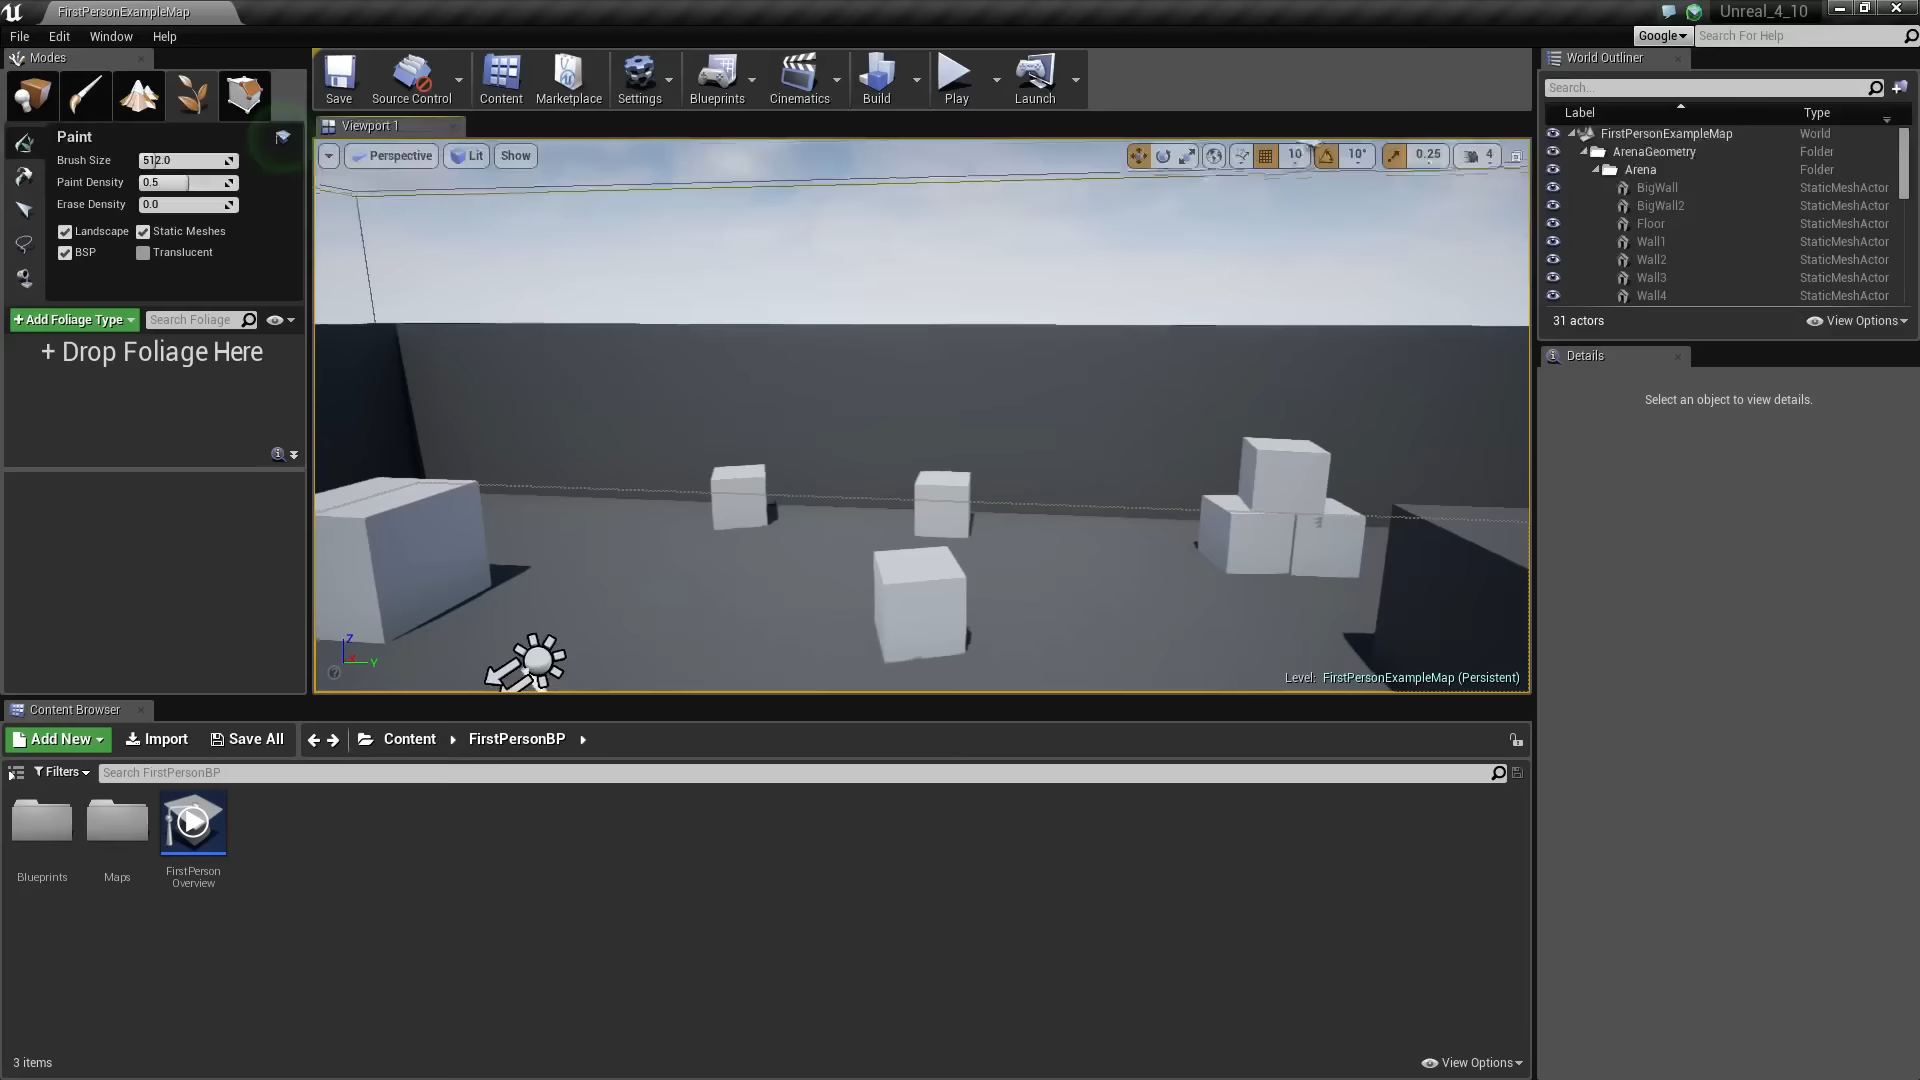 FirstPersonExampleMap
Unreal_4_10
File Edit Window Help
Google
Search For Help
Modes
Save
Source Control
Content
Marketplace
Settings
Blueprints
Cinematics
Build
Play
Launch
World Outliner
Search...
Label Type
FirstPersonExampleMap World
ArenaGeometry Folder
Arena Folder
BigWall StaticMeshActor
BigWall2 StaticMeshActor
Floor StaticMeshActor
Wall1 StaticMeshActor
Wall2 StaticMeshActor
Wall3 StaticMeshActor
Wall4 StaticMeshActor
31 actors
View Options
Viewport 1
Perspective
Lit
Show
10
10°
0.25
4
Paint
Brush Size 512.0
Paint Density 0.5
Erase Density 0.0
Landscape Static Meshes
BSP Translucent
+ Add Foliage Type
Search Foliage
+ Drop Foliage Here
Details
Select an object to view details.
Z
X
Y
Level: FirstPersonExampleMap (Persistent)
Content Browser
Add New
Import
Save All
Content
FirstPersonBP
Filters
Search FirstPersonBP
Blueprints
Maps
FirstPerson
Overview
3 items
View Options